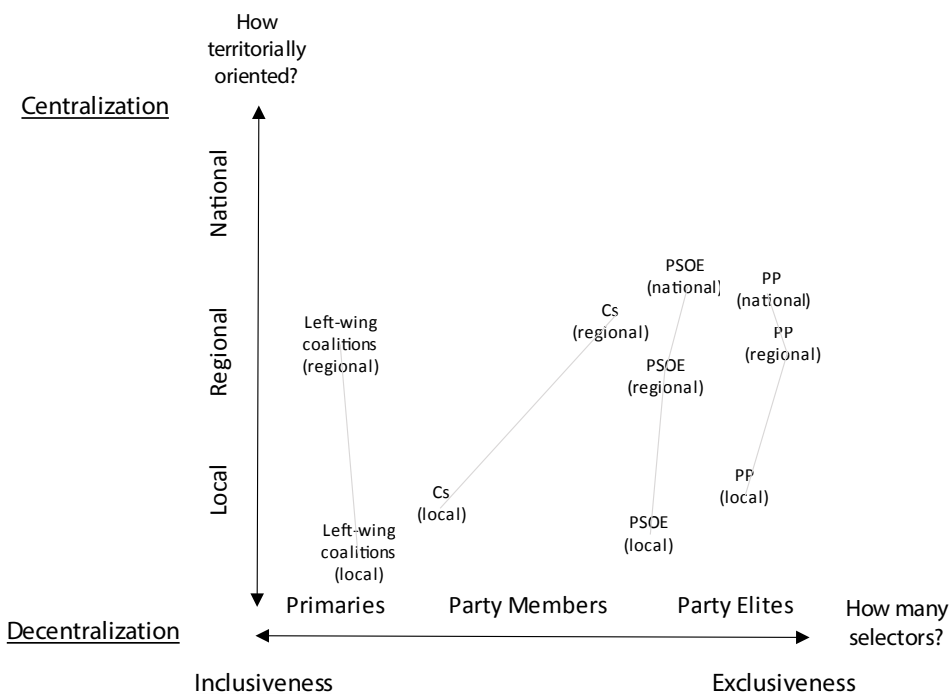 How
territorially
oriented?
Centralization
National
Regional
Local
PSOE
(national)
PP
(national)
Cs
(regional)
Left-wing
coalitions
(regional)
PP
(regional)
PSOE
(regional)
PP
(local)
Cs
(local)
Left-wing
coalitions
(local)
PSOE
(local)
Primaries
Party Members
Party Elites
How many
selectors?
Decentralization
Inclusiveness
Exclusiveness